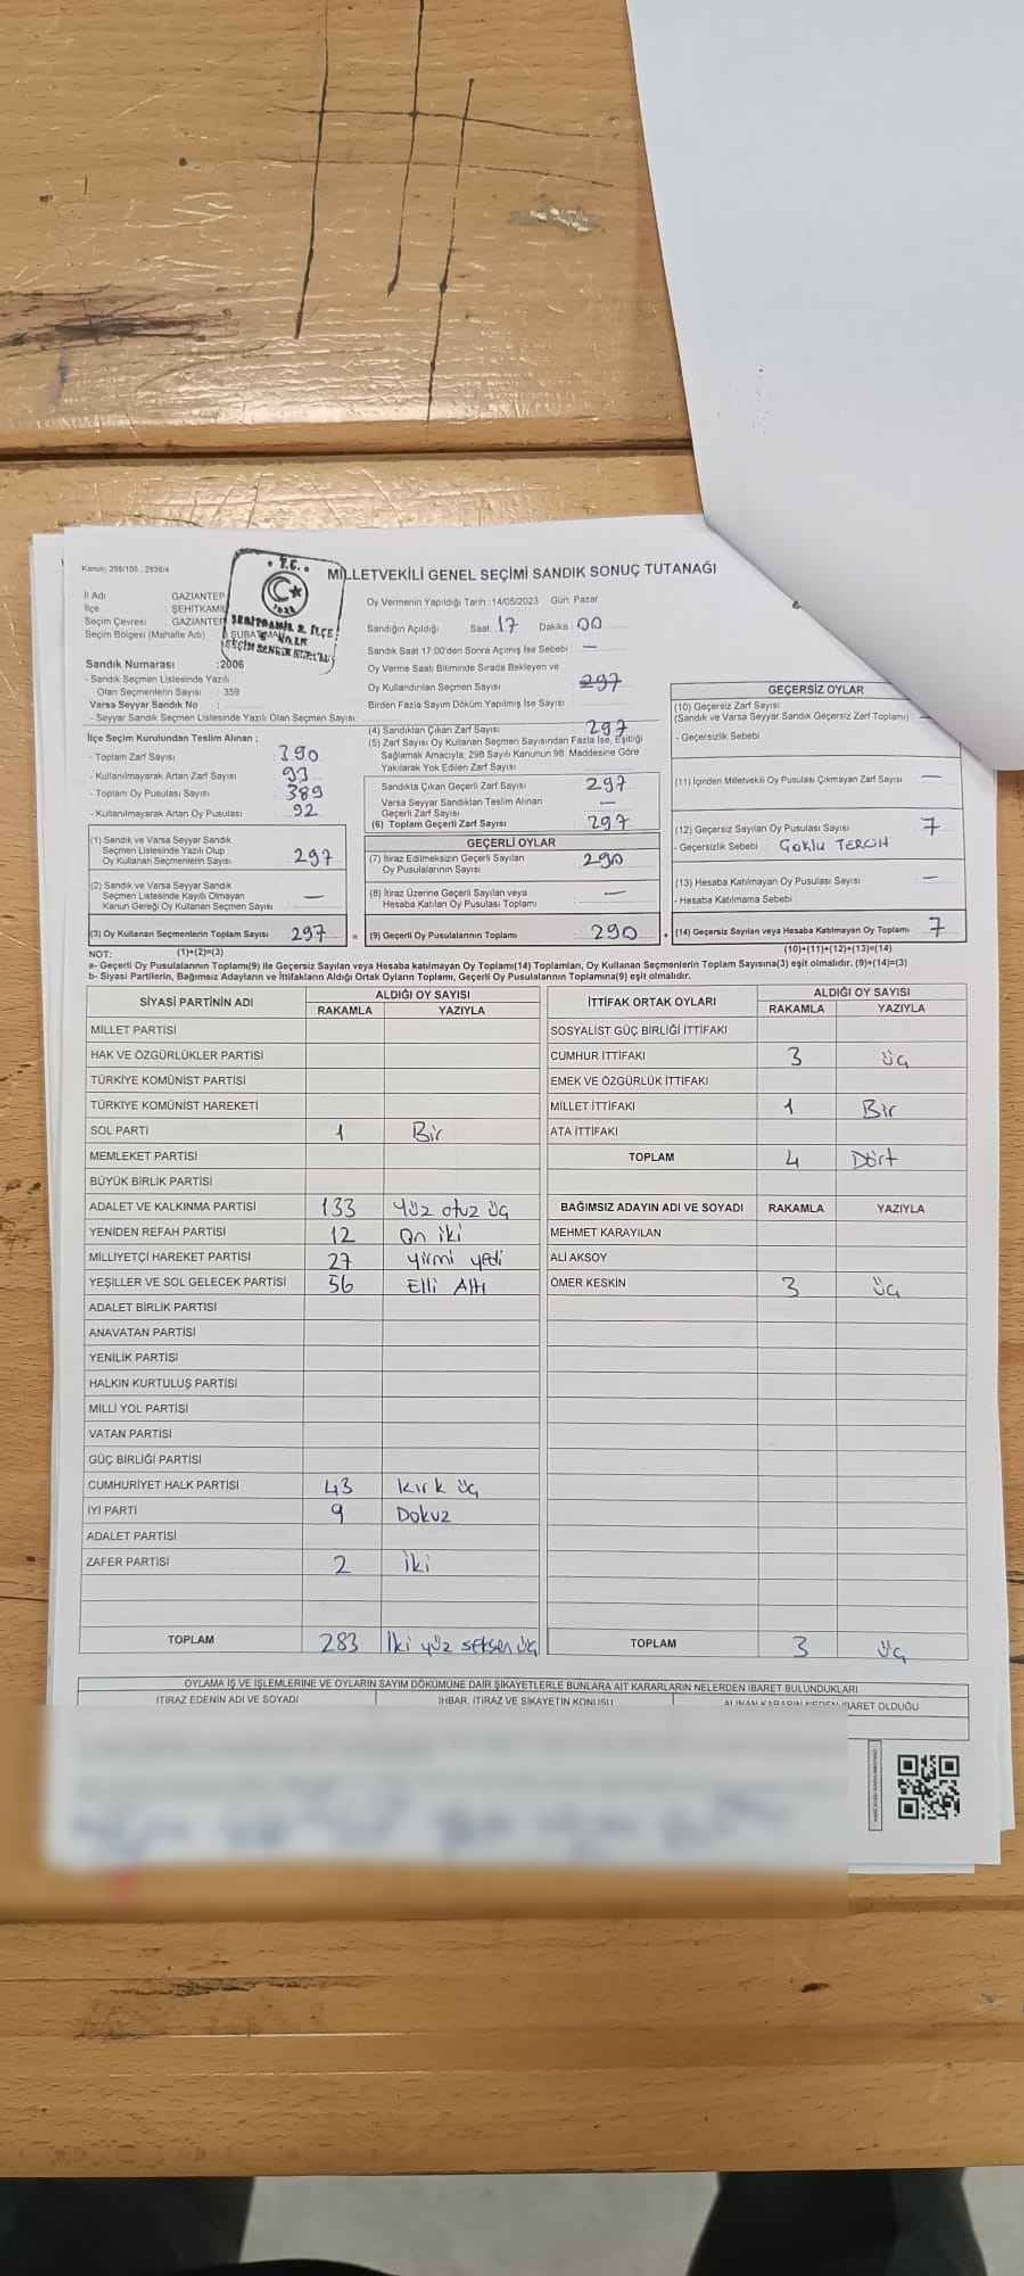 Kanun: 298/100 : 2839/4
T.C.
MİLLETVEKİLİ GENEL SEÇİMİ SANDIK SONUÇ TUTANAĞI
İl Adı GAZİANTEP
İlçe ŞEHİTKAMİL
Seçim Çevresi GAZİANTEP
Seçim Bölgesi (Mahalle Adı)
ŞEHİTKAMİL 2. İLÇE
Oy Vermenin Yapıldığı Tarih :14/05/2023 Gün: Pazar
Sandığın Açıldığı Saat: 17 Dakika: 00
Sandık Saat 17:00'den Sonra Açımış İse Sebebi : —
Oy Verme Saati Bitiminde Sırada Bekleyen ve
Oy Kullandırılan Seçmen Sayısı 297
Birden Fazla Sayım Döküm Yapılmış İse Sayısı
Sandık Numarası :2006
- Sandık Seçmen Listesinde Yazılı
Olan Seçmenlerin Sayısı : 359
Varsa Seyyar Sandık No :
- Seyyar Sandık Seçmen Listesinde Yazılı Olan Seçmen Sayısı:
İlçe Seçim Kurulundan Teslim Alınan :
- Toplam Zarf Sayısı 390
- Kullanılmayarak Artan Zarf Sayısı 93
- Toplam Oy Pusulası Sayısı 389
- Kullanılmayarak Artan Oy Pusulası: 92
(1) Sandık ve Varsa Seyyar Sandık
Seçmen Listesinde Yazılı Olup
Oy Kullanan Seçmenlerin Sayısı: 297
(2) Sandık ve Varsa Seyyar Sandık
Seçmen Listesinde Kayıtlı Olmayan
Kanun Gereği Oy Kullanan Seçmen Sayısı —
(3) Oy Kullanan Seçmenlerin Toplam Sayısı 297 =
(1)+(2)=(3)
(4) Sandıktan Çıkan Zarf Sayısı 297
(5) Zarf Sayısı Oy Kullanan Seçmen Sayısından Fazla İse, Eşitliği
Sağlamak Amacıyla, 298 Sayılı Kanunun 98. Maddesine Göre
Yakılarak Yok Edilen Zarf Sayısı
Sandıkta Çıkan Geçerli Zarf Sayısı 297
Varsa Seyyar Sandıktan Teslim Alınan
Geçerli Zarf Sayısı —
(6) Toplam Geçerli Zarf Sayısı 297
GEÇERLİ OYLAR
(7) İtiraz Edilmeksizin Geçerli Sayılan
Oy Pusulalarının Sayısı 290
(8) İtiraz Üzerine Geçerli Sayılan veya
Hesaba Katılan Oy Pusulası Toplamı —
(9) Geçerli Oy Pusulalarının Toplamı 290 +
GEÇERSİZ OYLAR
(10) Geçersiz Zarf Sayısı
(Sandık ve Varsa Seyyar Sandık Geçersiz Zarf Toplamı) —
- Geçersizlik Sebebi
(11) İçinden Milletvekili Oy Pusulası Çıkmayan Zarf Sayısı —
(12) Geçersiz Sayılan Oy Pusulası Sayısı 7
- Geçersizlik Sebebi Çoklu TERCİH
(13) Hesaba Katılmayan Oy Pusulası Sayısı —
- Hesaba Katılmama Sebebi
(14) Geçersiz Sayılan veya Hesaba Katılmayan Oy Toplamı 7
(10)+(11)+(12)+(13)=(14)
NOT:
a- Geçerli Oy Pusulalarının Toplamı(9) ile Geçersiz Sayılan veya Hesaba katılmayan Oy Toplamı(14) Toplamları, Oy Kullanan Seçmenlerin Toplam Sayısına(3) eşit olmalıdır. (9)+(14)=(3)
b- Siyasi Partilerin, Bağımsız Adayların ve İttifakların Aldığı Ortak Oyların Toplamı, Geçerli Oy Pusulalarının Toplamına(9) eşit olmalıdır.
SİYASİ PARTİNİN ADI ALDIĞI OY SAYISI
RAKAMLA YAZIYLA
MİLLET PARTİSİ
HAK VE ÖZGÜRLÜKLER PARTİSİ
TÜRKİYE KOMÜNİST PARTİSİ
TÜRKİYE KOMÜNİST HAREKETİ
SOL PARTİ 1 Bir
MEMLEKET PARTİSİ
BÜYÜK BİRLİK PARTİSİ
ADALET VE KALKINMA PARTİSİ 133 Yüz otuz üç
YENİDEN REFAH PARTİSİ 12 On iki
MİLLİYETÇİ HAREKET PARTİSİ 27 Yirmi yedi
YEŞİLLER VE SOL GELECEK PARTİSİ 56 Elli Altı
ADALET BİRLİK PARTİSİ
ANAVATAN PARTİSİ
YENİLİK PARTİSİ
HALKIN KURTULUŞ PARTİSİ
MİLLİ YOL PARTİSİ
VATAN PARTİSİ
GÜÇ BİRLİĞİ PARTİSİ
CUMHURİYET HALK PARTİSİ 43 Kırk üç
İYİ PARTİ 9 Dokuz
ADALET PARTİSİ
ZAFER PARTİSİ 2 İki
TOPLAM 283 İki yüz seksen üç
İTTİFAK ORTAK OYLARI ALDIĞI OY SAYISI
RAKAMLA YAZIYLA
SOSYALİST GÜÇ BİRLİĞİ İTTİFAKI
CUMHUR İTTİFAKI 3 üç
EMEK VE ÖZGÜRLÜK İTTİFAKI
MİLLET İTTİFAKI 1 Bir
ATA İTTİFAKI
TOPLAM 4 Dört
BAĞIMSIZ ADAYIN ADI VE SOYADI RAKAMLA YAZIYLA
MEHMET KARAYILAN
ALİ AKSOY
ÖMER KESKİN 3 üç
TOPLAM 3 üç
OYLAMA İŞ VE İŞLEMLERİNE VE OYLARIN SAYIM DÖKÜMÜNE DAİR ŞİKAYETLERLE BUNLARA AİT KARARLARIN NELERDEN İBARET BULUNDUKLARI
İTİRAZ EDENİN ADI VE SOYADI İHBAR, İTİRAZ VE ŞİKAYETİN KONUSU ALINAN KARARIN NEDEN İBARET OLDUĞU